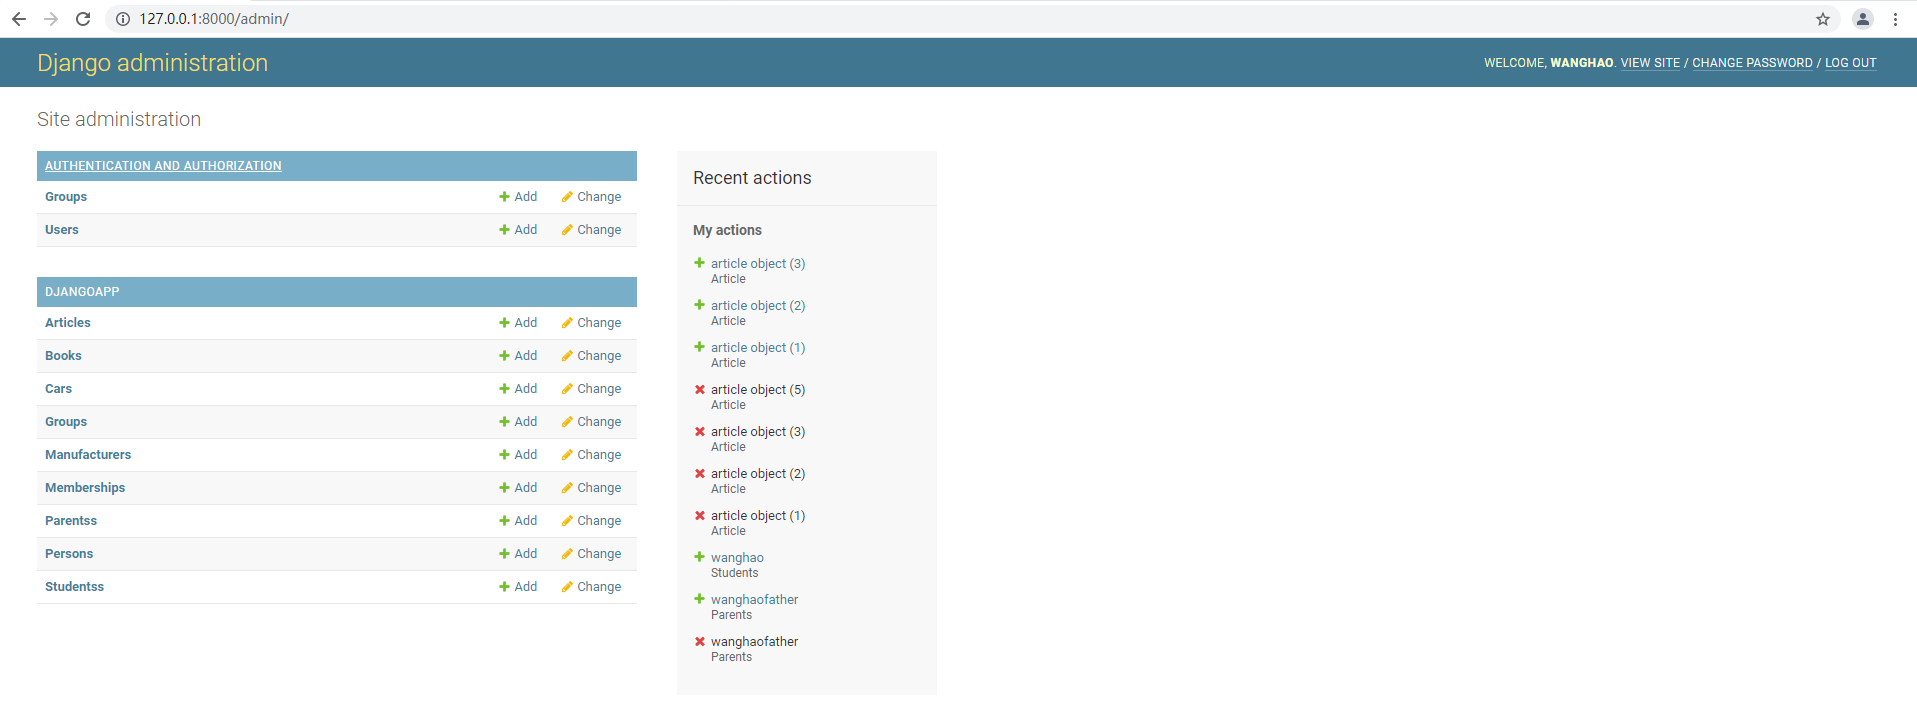 127.0.0.1:8000/admin/
Django administration
WELCOME, WANGHAO. VIEW SITE / CHANGE PASSWORD / LOG OUT
Site administration
AUTHENTICATION AND AUTHORIZATION
Groups Add Change
Users Add Change
DJANGOAPP
Articles Add Change
Books Add Change
Cars Add Change
Groups Add Change
Manufacturers Add Change
Memberships Add Change
Parentss Add Change
Persons Add Change
Studentss Add Change
Recent actions
My actions
article object (3)
Article
article object (2)
Article
article object (1)
Article
article object (5)
Article
article object (3)
Article
article object (2)
Article
article object (1)
Article
wanghao
Students
wanghaofather
Parents
wanghaofather
Parents